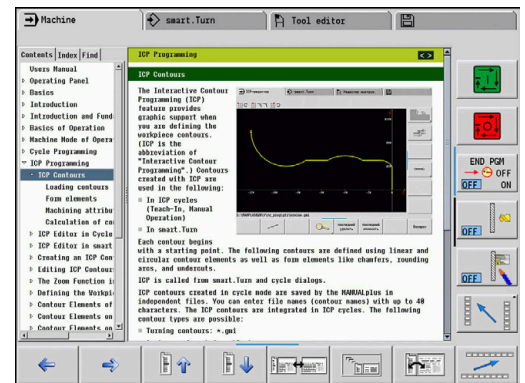 Machine
smart.Turn
Tool editor
Contents
Index
Find
Users Manual
Operating Panel
Basics
Introduction
Introduction and Fund
Basics of Operation
Machine Mode of Opera
Cycle Programming
ICP Programming
ICP Contours
Loading contours
Form elements
Machining attribu
Calculation of co
ICP Editor in Cycle
ICP Editor in smart
Creating an ICP Con
Editing ICP Contour
The Zoom Function i
Defining the Workpi
Contour Elements of
Contour Elements on
Contour Elements on
ICP Programming
ICP Contours
The Interactive Contour
Programming (ICP)
feature provides
graphic support when
you are defining the
workpiece contours.
(ICP is the
abbreviation of
"Interactive Contour
Programming".) Contours
created with ICP are
used in the following:
In ICP cycles
(Teach-In, Manual
Operation)
In smart.Turn
Each contour begins
with a starting point. The following contours are defined using linear and
circular contour elements as well as form elements like chamfers, rounding
arcs, and undercuts.
ICP is called from smart.Turn and cycle dialogs.
ICP contours created in cycle mode are saved by the MANUALplus in
independent files. You can enter file names (contour names) with up to 40
characters. The ICP contours are integrated in ICP cycles. The following
contour types are possible:
Turning contours: *.gmi
END PGM
OFF
OFF ON
OFF
OFF